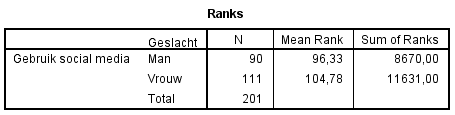 Ranks
Geslacht N Mean Rank Sum of Ranks
Gebruik social media Man 90 96,33 8670,00
Vrouw 111 104,78 11631,00
Total 201